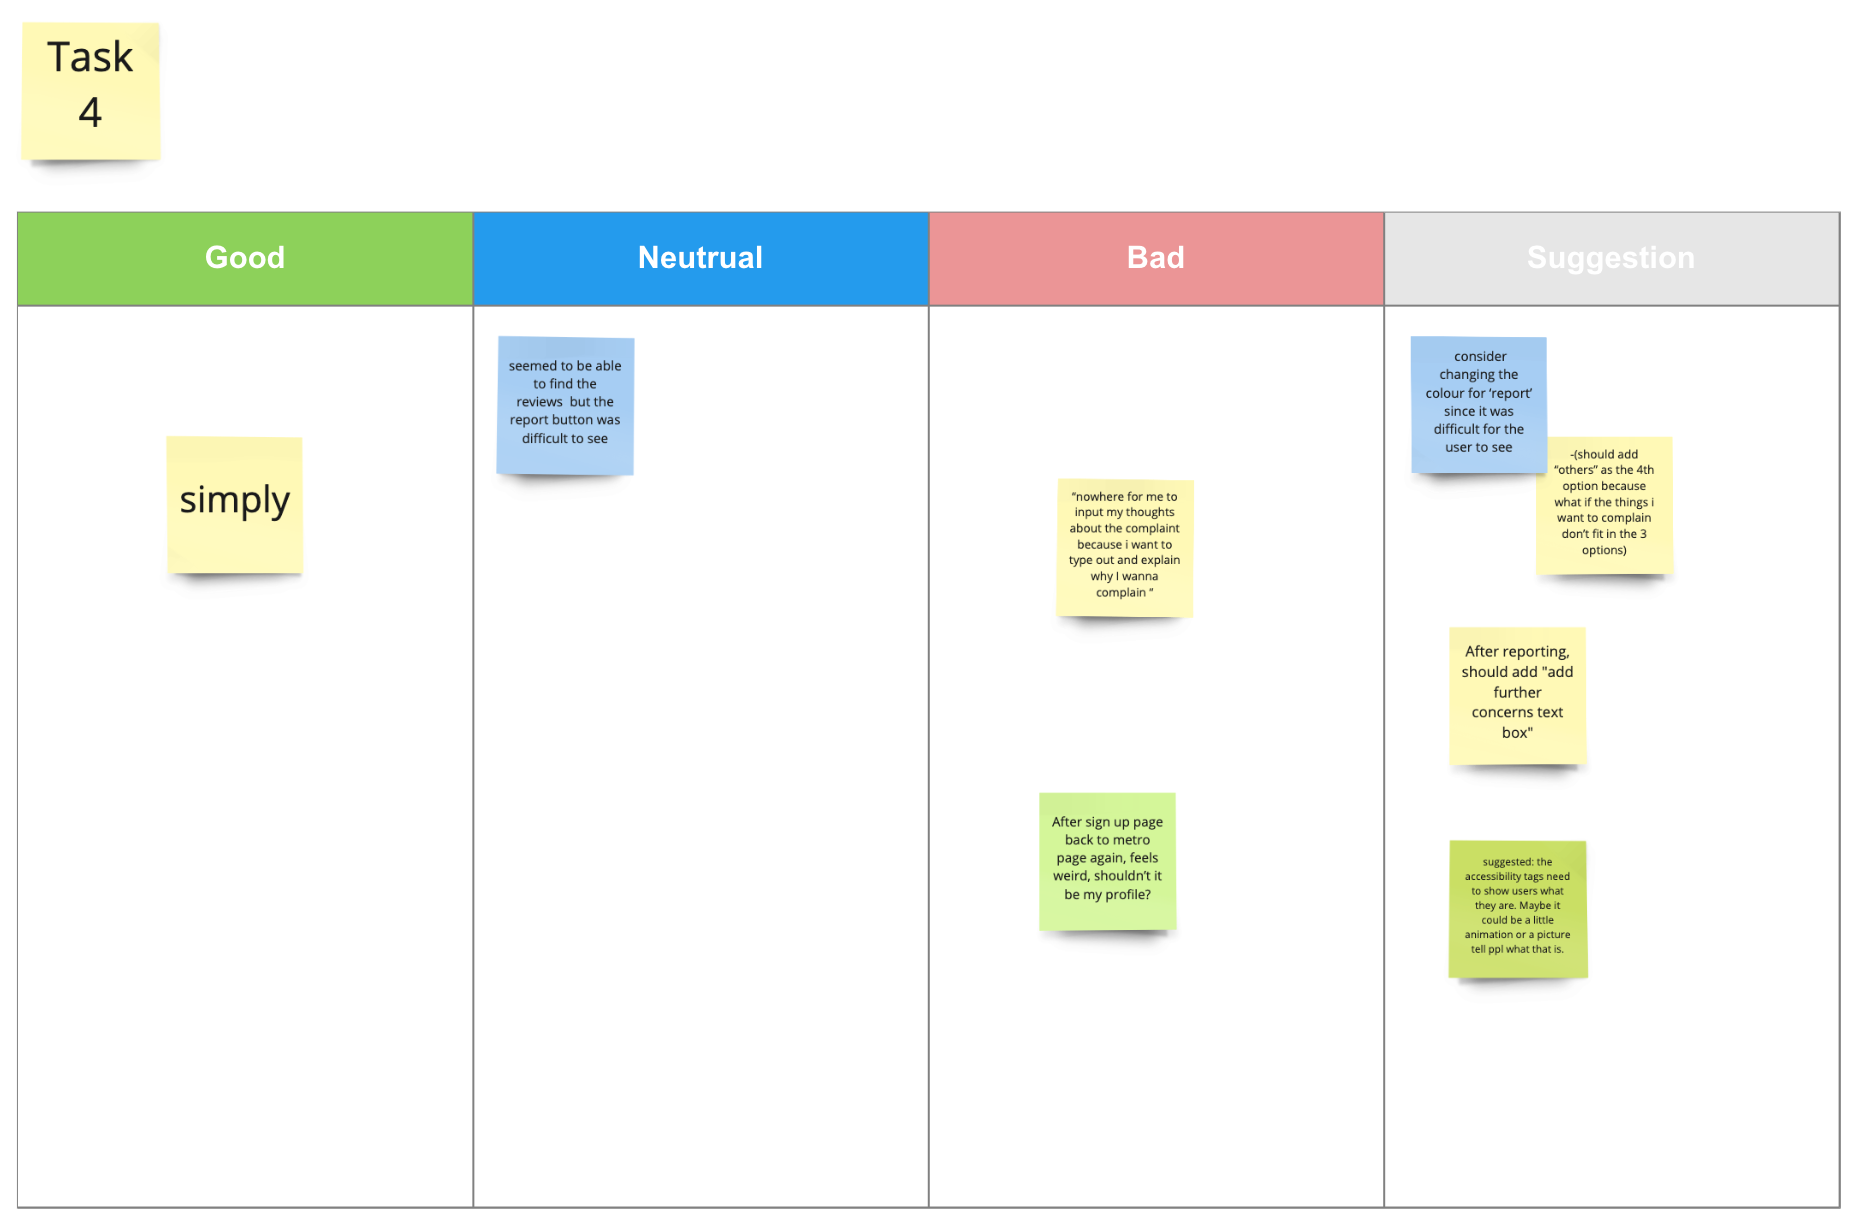 Task
4
Good
Neutrual
Bad
Suggestion
simply
seemed to be able
to find the
reviews  but the
report button was
difficult to see
“nowhere for me to
input my thoughts
about the complaint
because i want to
type out and explain
why I wanna
complain ”
After sign up page
back to metro
page again, feels
weird, shouldn’t it
be my profile?
consider
changing the
colour for ‘report’
since it was
difficult for the
user to see
-(should add
“others” as the 4th
option because
what if the things i
want to complain
don’t fit in the 3
options)
After reporting,
should add "add
further
concerns text
box"
suggested: the
accessibility tags need
to show users what
they are. Maybe it
could be a little
animation or a picture
tell ppl what that is.